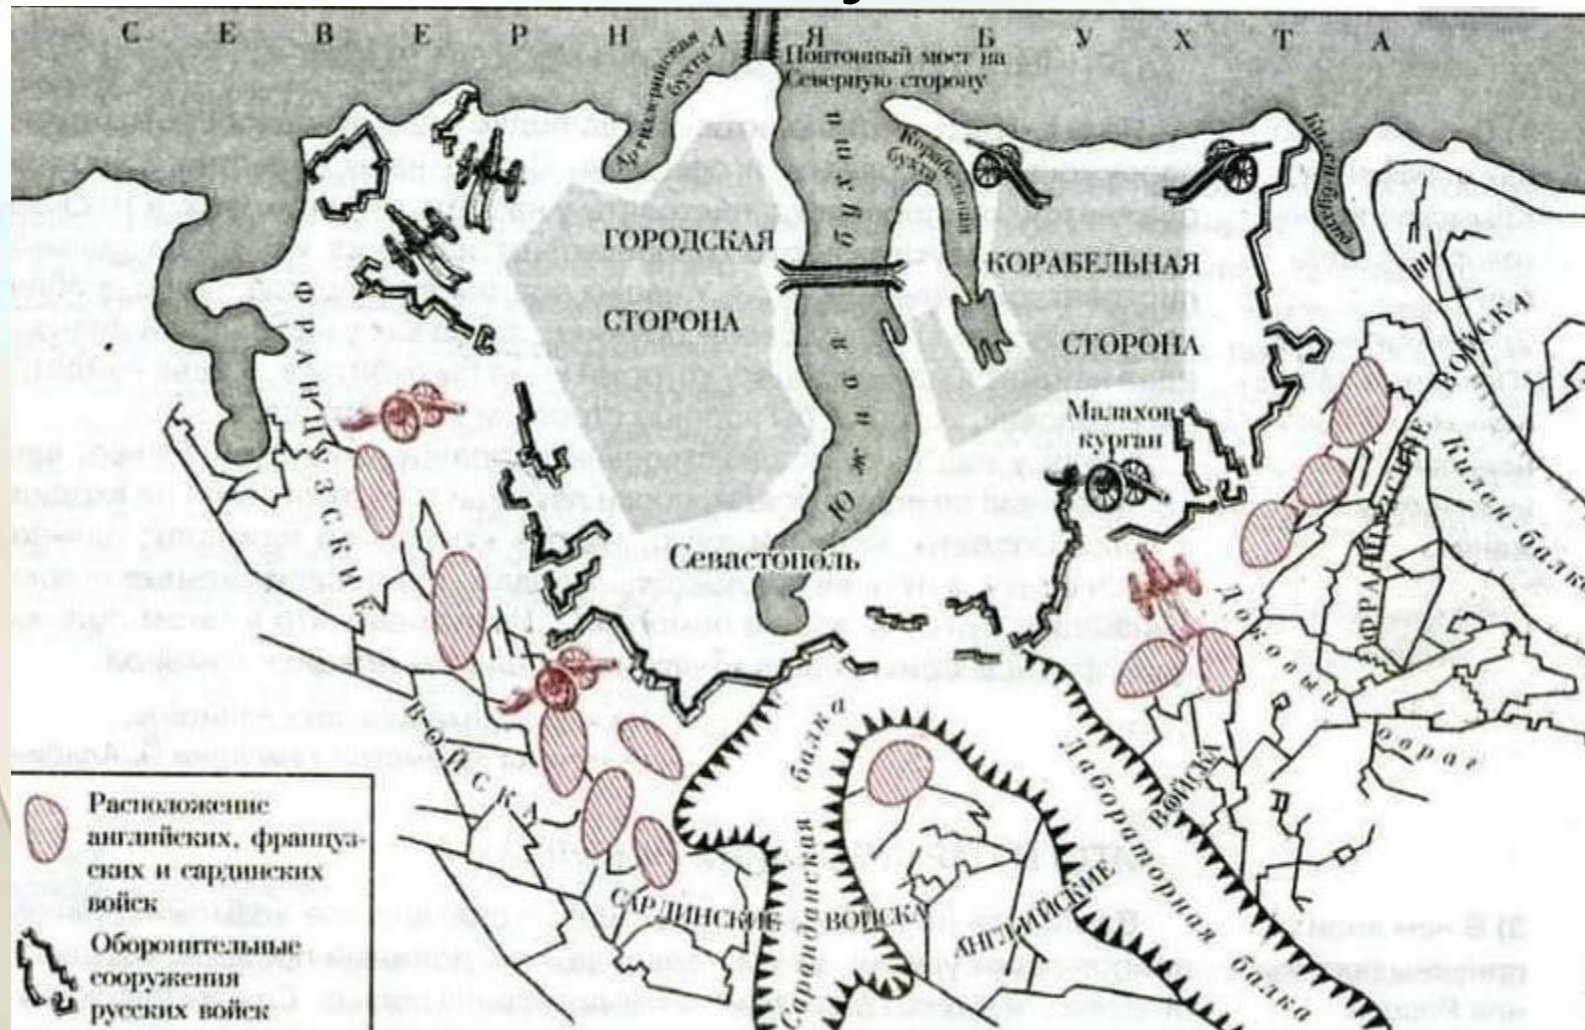 СЕВЕРНАЯ БУХТА
Артиллерийская
бухта
Понтонный мост на
Северную сторону
Корабельная
бухта
Килен-
ГОРОДСКАЯ
СТОРОНА
Южная бухта
КОРАБЕЛЬНАЯ
СТОРОНА
Малахов
курган
Севастополь
ФРАНЦУЗСКИЕ
ВОЙСКА
ФРАНЦУЗСКИЕ
ВОЙСКА
Килен-балка
Доковый
овраг
Лабораторная
балка
Сарандинакская
балка
САРДИНСКИЕ ВОЙСКА
АНГЛИЙСКИЕ
ВОЙСКА
Расположение
английских, француз-
ских и сардинских
войск
Оборонительные
сооружения
русских войск